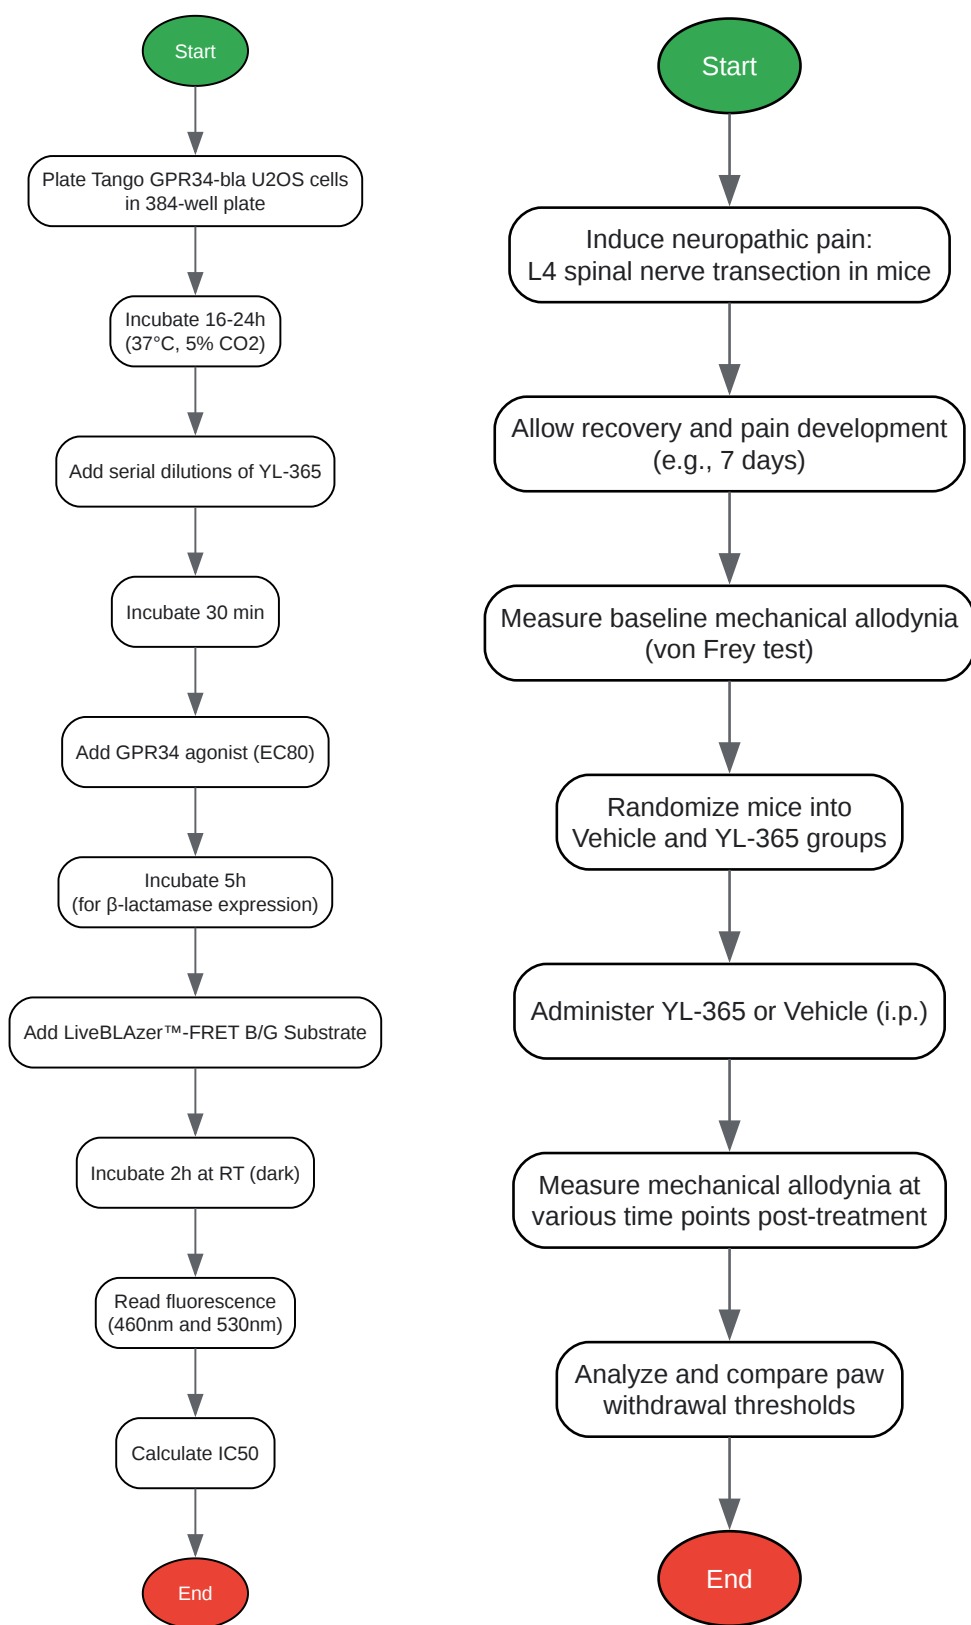 Start
Plate Tango GPR34-bla U2OS cells
in 384-well plate
Incubate 16-24h
(37°C, 5% CO2)
Add serial dilutions of YL-365
Incubate 30 min
Add GPR34 agonist (EC80)
Incubate 5h
(for β-lactamase expression)
Add LiveBLAzer™-FRET B/G Substrate
Incubate 2h at RT (dark)
Read fluorescence
(460nm and 530nm)
Calculate IC50
End
Start
Induce neuropathic pain:
L4 spinal nerve transection in mice
Allow recovery and pain development
(e.g., 7 days)
Measure baseline mechanical allodynia
(von Frey test)
Randomize mice into
Vehicle and YL-365 groups
Administer YL-365 or Vehicle (i.p.)
Measure mechanical allodynia at
various time points post-treatment
Analyze and compare paw
withdrawal thresholds
End